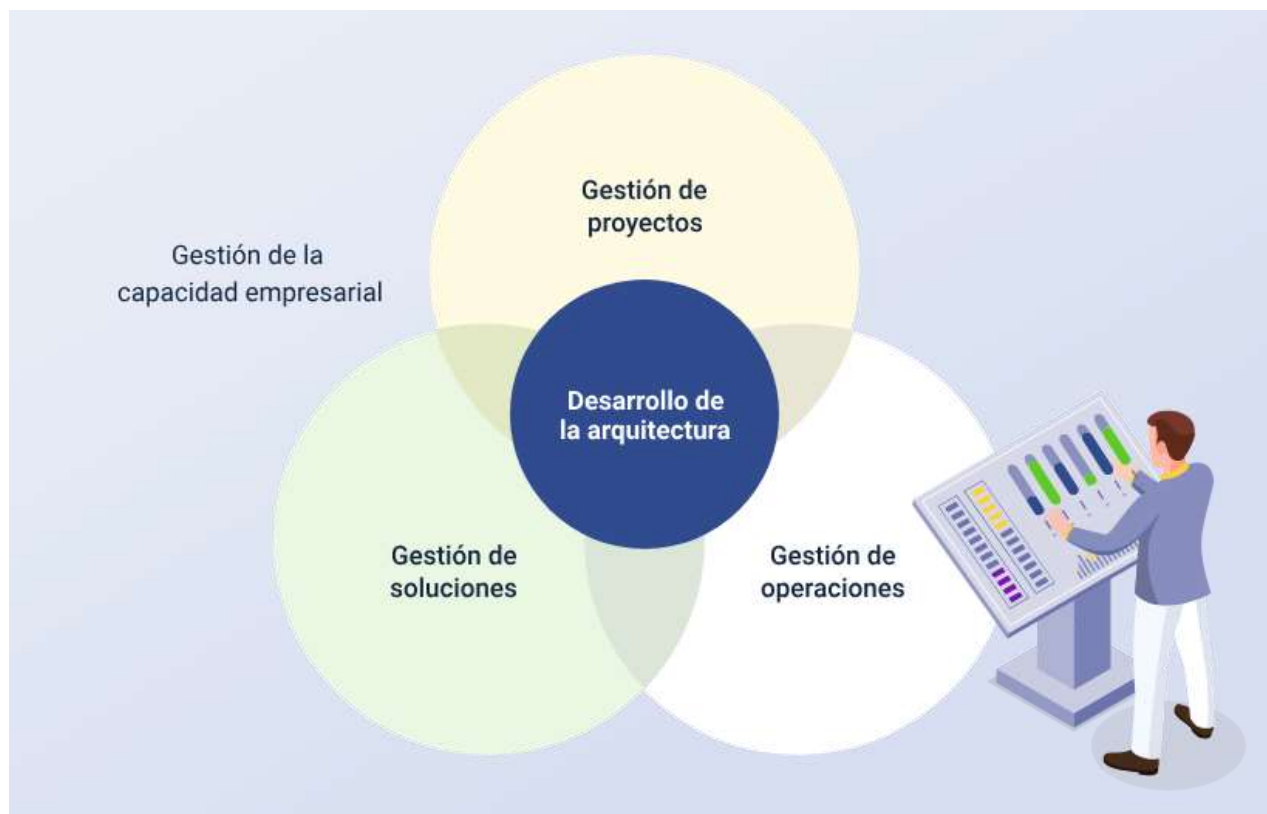 Gestión de
proyectos
Gestión de la
capacidad empresarial
Desarrollo de
la arquitectura
Gestión de
soluciones
Gestión de
operaciones